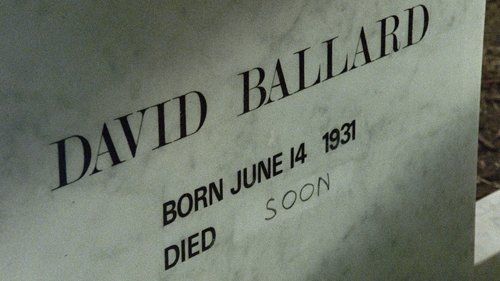 DAVID BALLARD
BORN JUNE 14 1931
DIED SOON